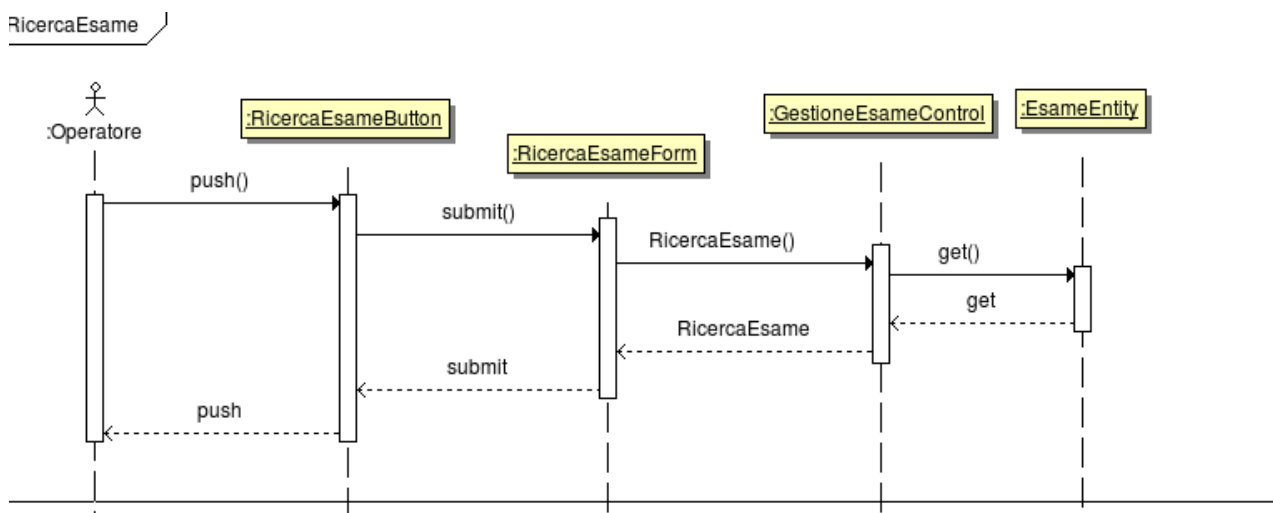 RicercaEsame
:Operatore
:RicercaEsameButton
:RicercaEsameForm
:GestioneEsameControl
:EsameEntity
push()
submit()
RicercaEsame()
get()
get
RicercaEsame
submit
push